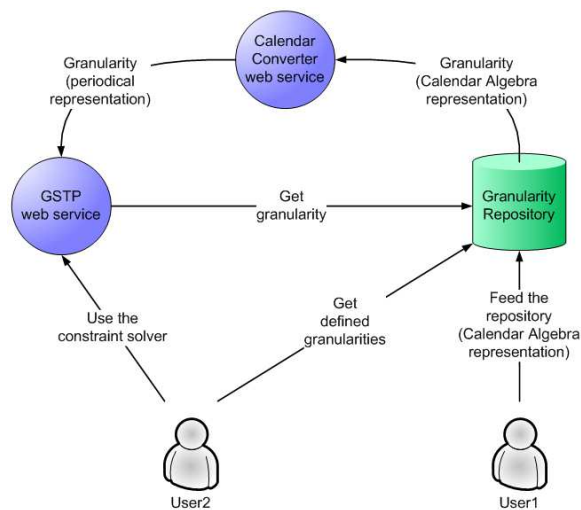 Calendar
Converter
web service
Granularity
(periodical
representation)
Granularity
(Calendar Algebra
representation)
GSTP
web service
Get
granularity
Granularity
Repository
Use the
constraint solver
Get
defined
granularities
Feed the
repository
(Calendar Algebra
representation)
User2
User1